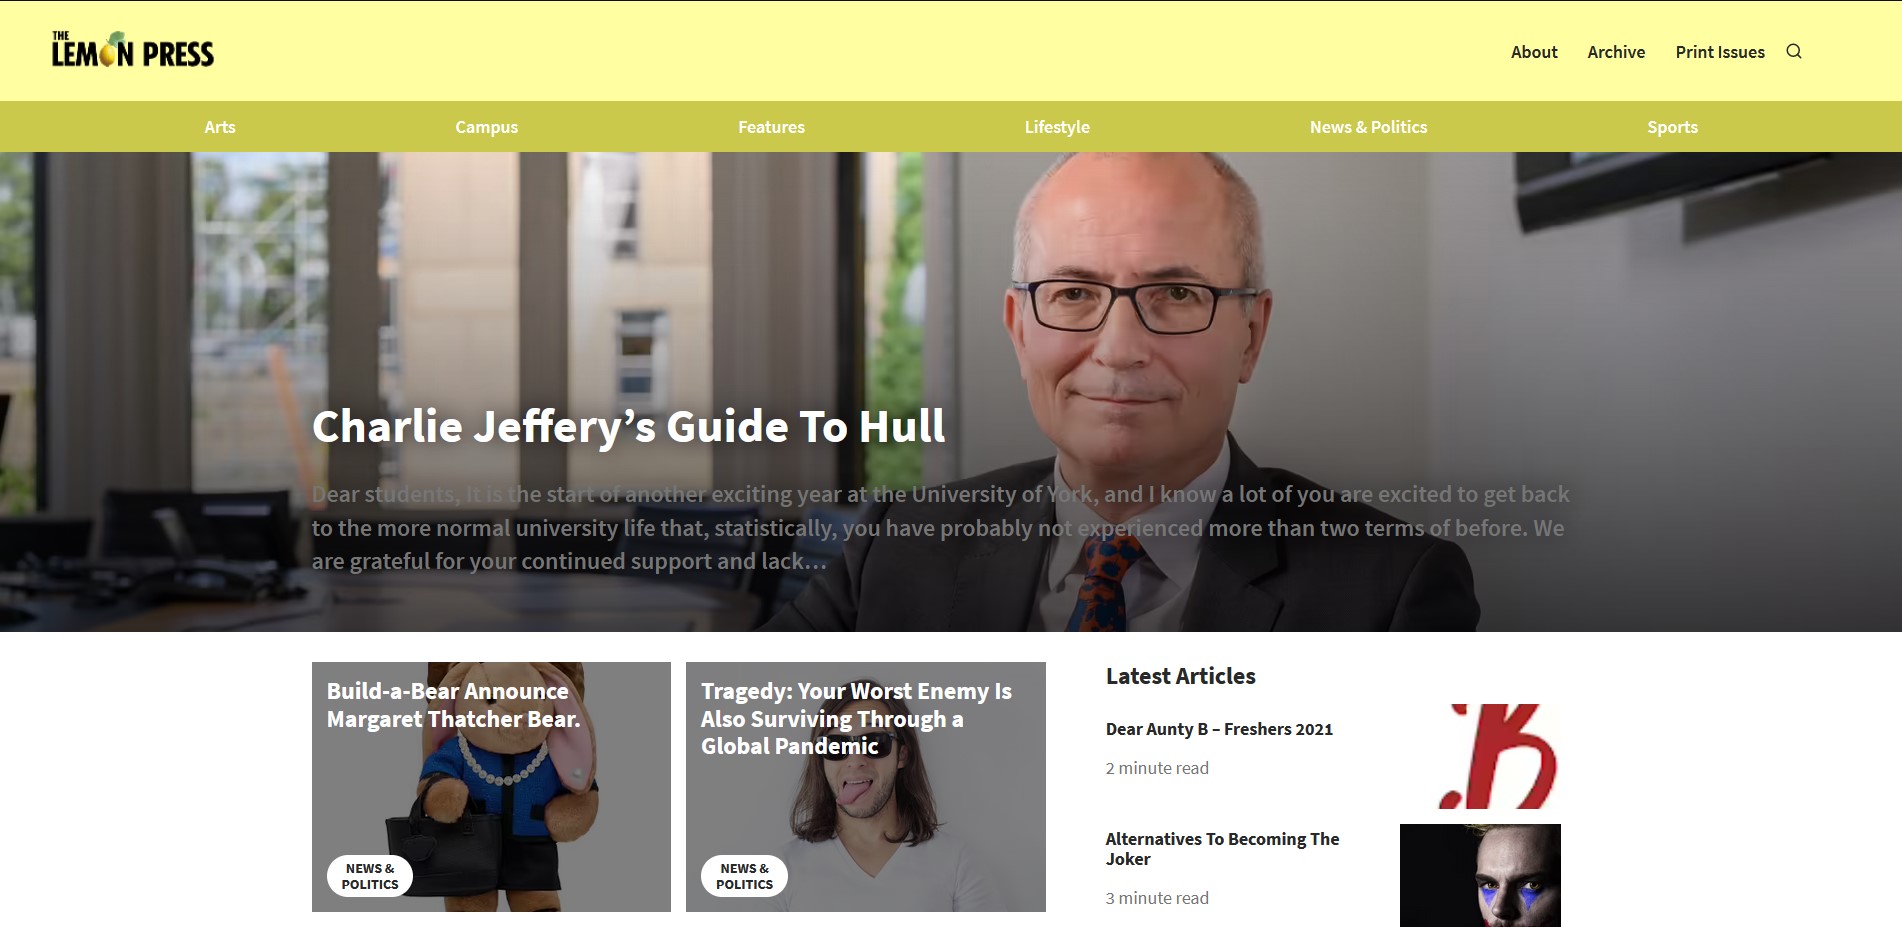 THE
LEMON PRESS
About Archive Print Issues
Arts Campus Features Lifestyle News & Politics Sports
Charlie Jeffery’s Guide To Hull
Dear students, It is the start of another exciting year at the University of York, and I know a lot of you are excited to get back
to the more normal university life that, statistically, you have probably not experienced more than two terms of before. We
are grateful for your continued support and lack…
Build-a-Bear Announce
Margaret Thatcher Bear.
NEWS &
POLITICS
Tragedy: Your Worst Enemy Is
Also Surviving Through a
Global Pandemic
NEWS &
POLITICS
Latest Articles
Dear Aunty B – Freshers 2021
2 minute read
B
Alternatives To Becoming The
Joker
3 minute read